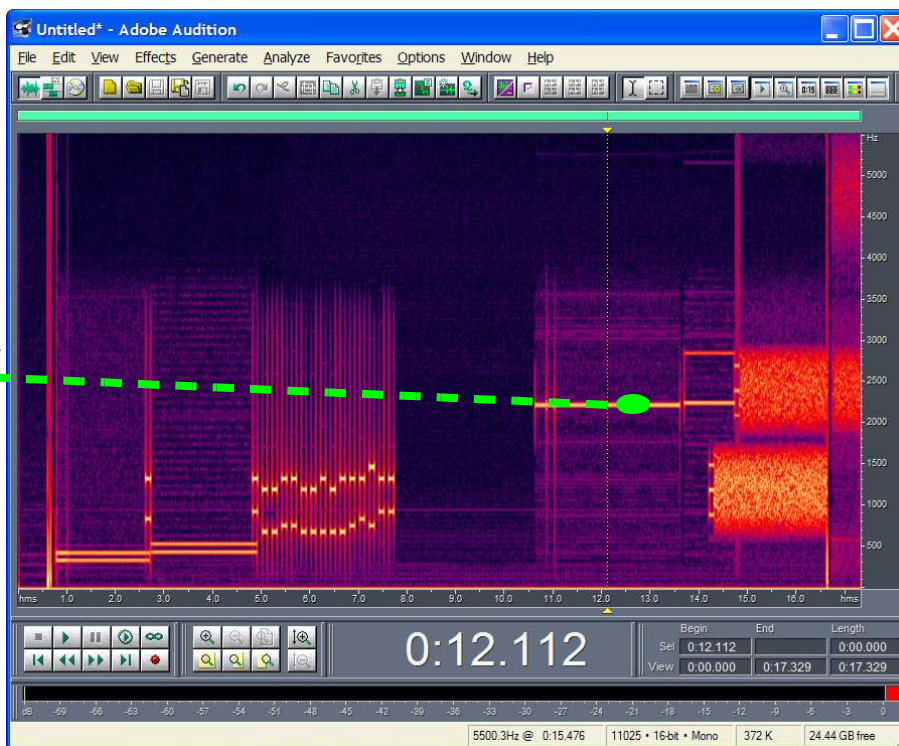 Untitled* - Adobe Audition
File Edit View Effects Generate Analyze Favorites Options Window Help
Hz
5000
4500
4000
3500
3000
2500
2000
1500
1000
500
hms 1.0 2.0 3.0 4.0 5.0 6.0 7.0 8.0 9.0 10.0 11.0 12.0 13.0 14.0 15.0 16.0 hms
0:12.112
Begin End Length
Sel 0:12.112 0:00.000
View 0:00.000 0:17.329 0:17.329
dB -69 -66 -63 -60 -57 -54 -51 -48 -45 -42 -39 -36 -33 -30 -27 -24 -21 -18 -15 -12 -9 -6 -3 0
5500.3Hz @ 0:15.476 11025 • 16-bit • Mono 372 K 24.44 GB free